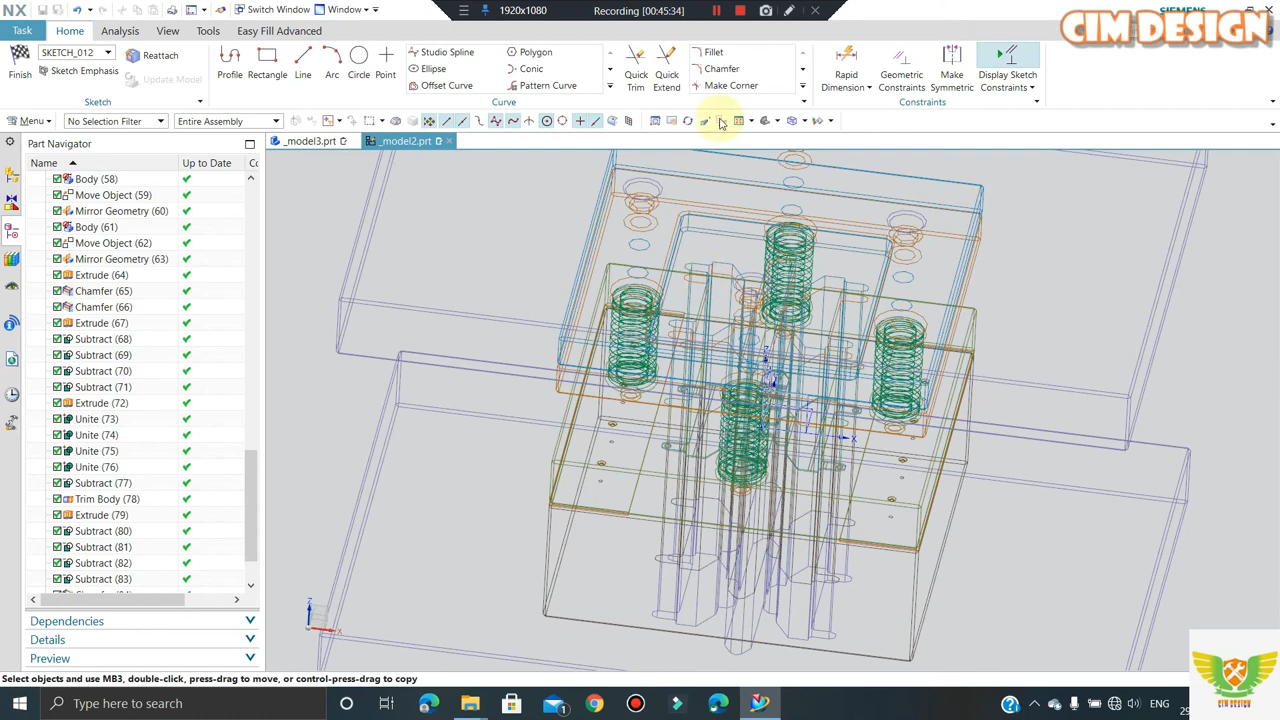 NX
Switch Window
Window
1920x1080
Recording [00:45:34]
SIEMENS
CIM DESIGN
Task
Home
Analysis
View
Tools
Easy Fill Advanced
SKETCH_012
Reattach
Studio Spline
Polygon
Fillet
Sketch Emphasis
Update Model
Ellipse
Conic
Chamfer
Offset Curve
Pattern Curve
Make Corner
Finish
Profile
Rectangle
Line
Arc
Circle
Point
Quick Trim
Quick Extend
Rapid Dimension
Geometric Constraints
Make Symmetric
Display Sketch Constraints
Sketch
Curve
Constraints
Menu
No Selection Filter
Entire Assembly
Part Navigator
_model3.prt
_model2.prt
Name
Up to Date
Co
Body (58)
Move Object (59)
Mirror Geometry (60)
Body (61)
Move Object (62)
Mirror Geometry (63)
Extrude (64)
Chamfer (65)
Chamfer (66)
Extrude (67)
Subtract (68)
Subtract (69)
Subtract (70)
Subtract (71)
Extrude (72)
Unite (73)
Unite (74)
Unite (75)
Unite (76)
Subtract (77)
Trim Body (78)
Extrude (79)
Subtract (80)
Subtract (81)
Subtract (82)
Subtract (83)
Dependencies
Details
Preview
Z
X
Z
X
Select objects and use MB3, double-click, press-drag to move, or control-press-drag to copy
CIM DESIGN
Type here to search
1
ENG